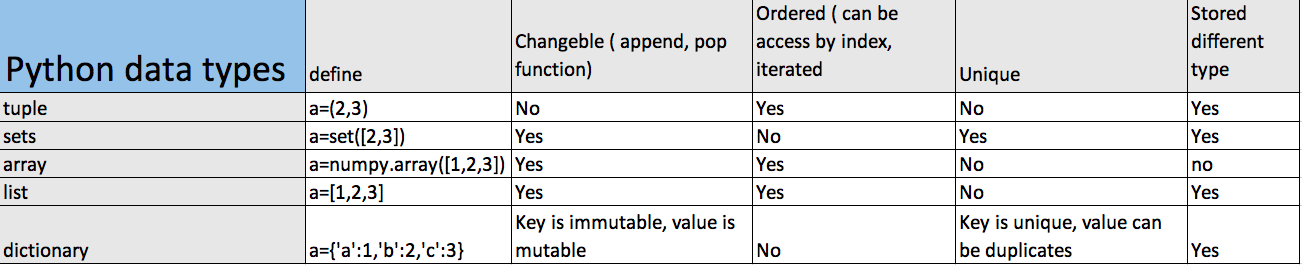 Python data types define Changeble ( append, pop function) Ordered ( can be access by index, iterated Unique Stored different type
tuple a=(2,3) No Yes No Yes
sets a=set([2,3]) Yes No Yes Yes
array a=numpy.array([1,2,3]) Yes Yes No no
list a=[1,2,3] Yes Yes No Yes
dictionary a={'a':1,'b':2,'c':3} Key is immutable, value is mutable No Key is unique, value can be duplicates Yes